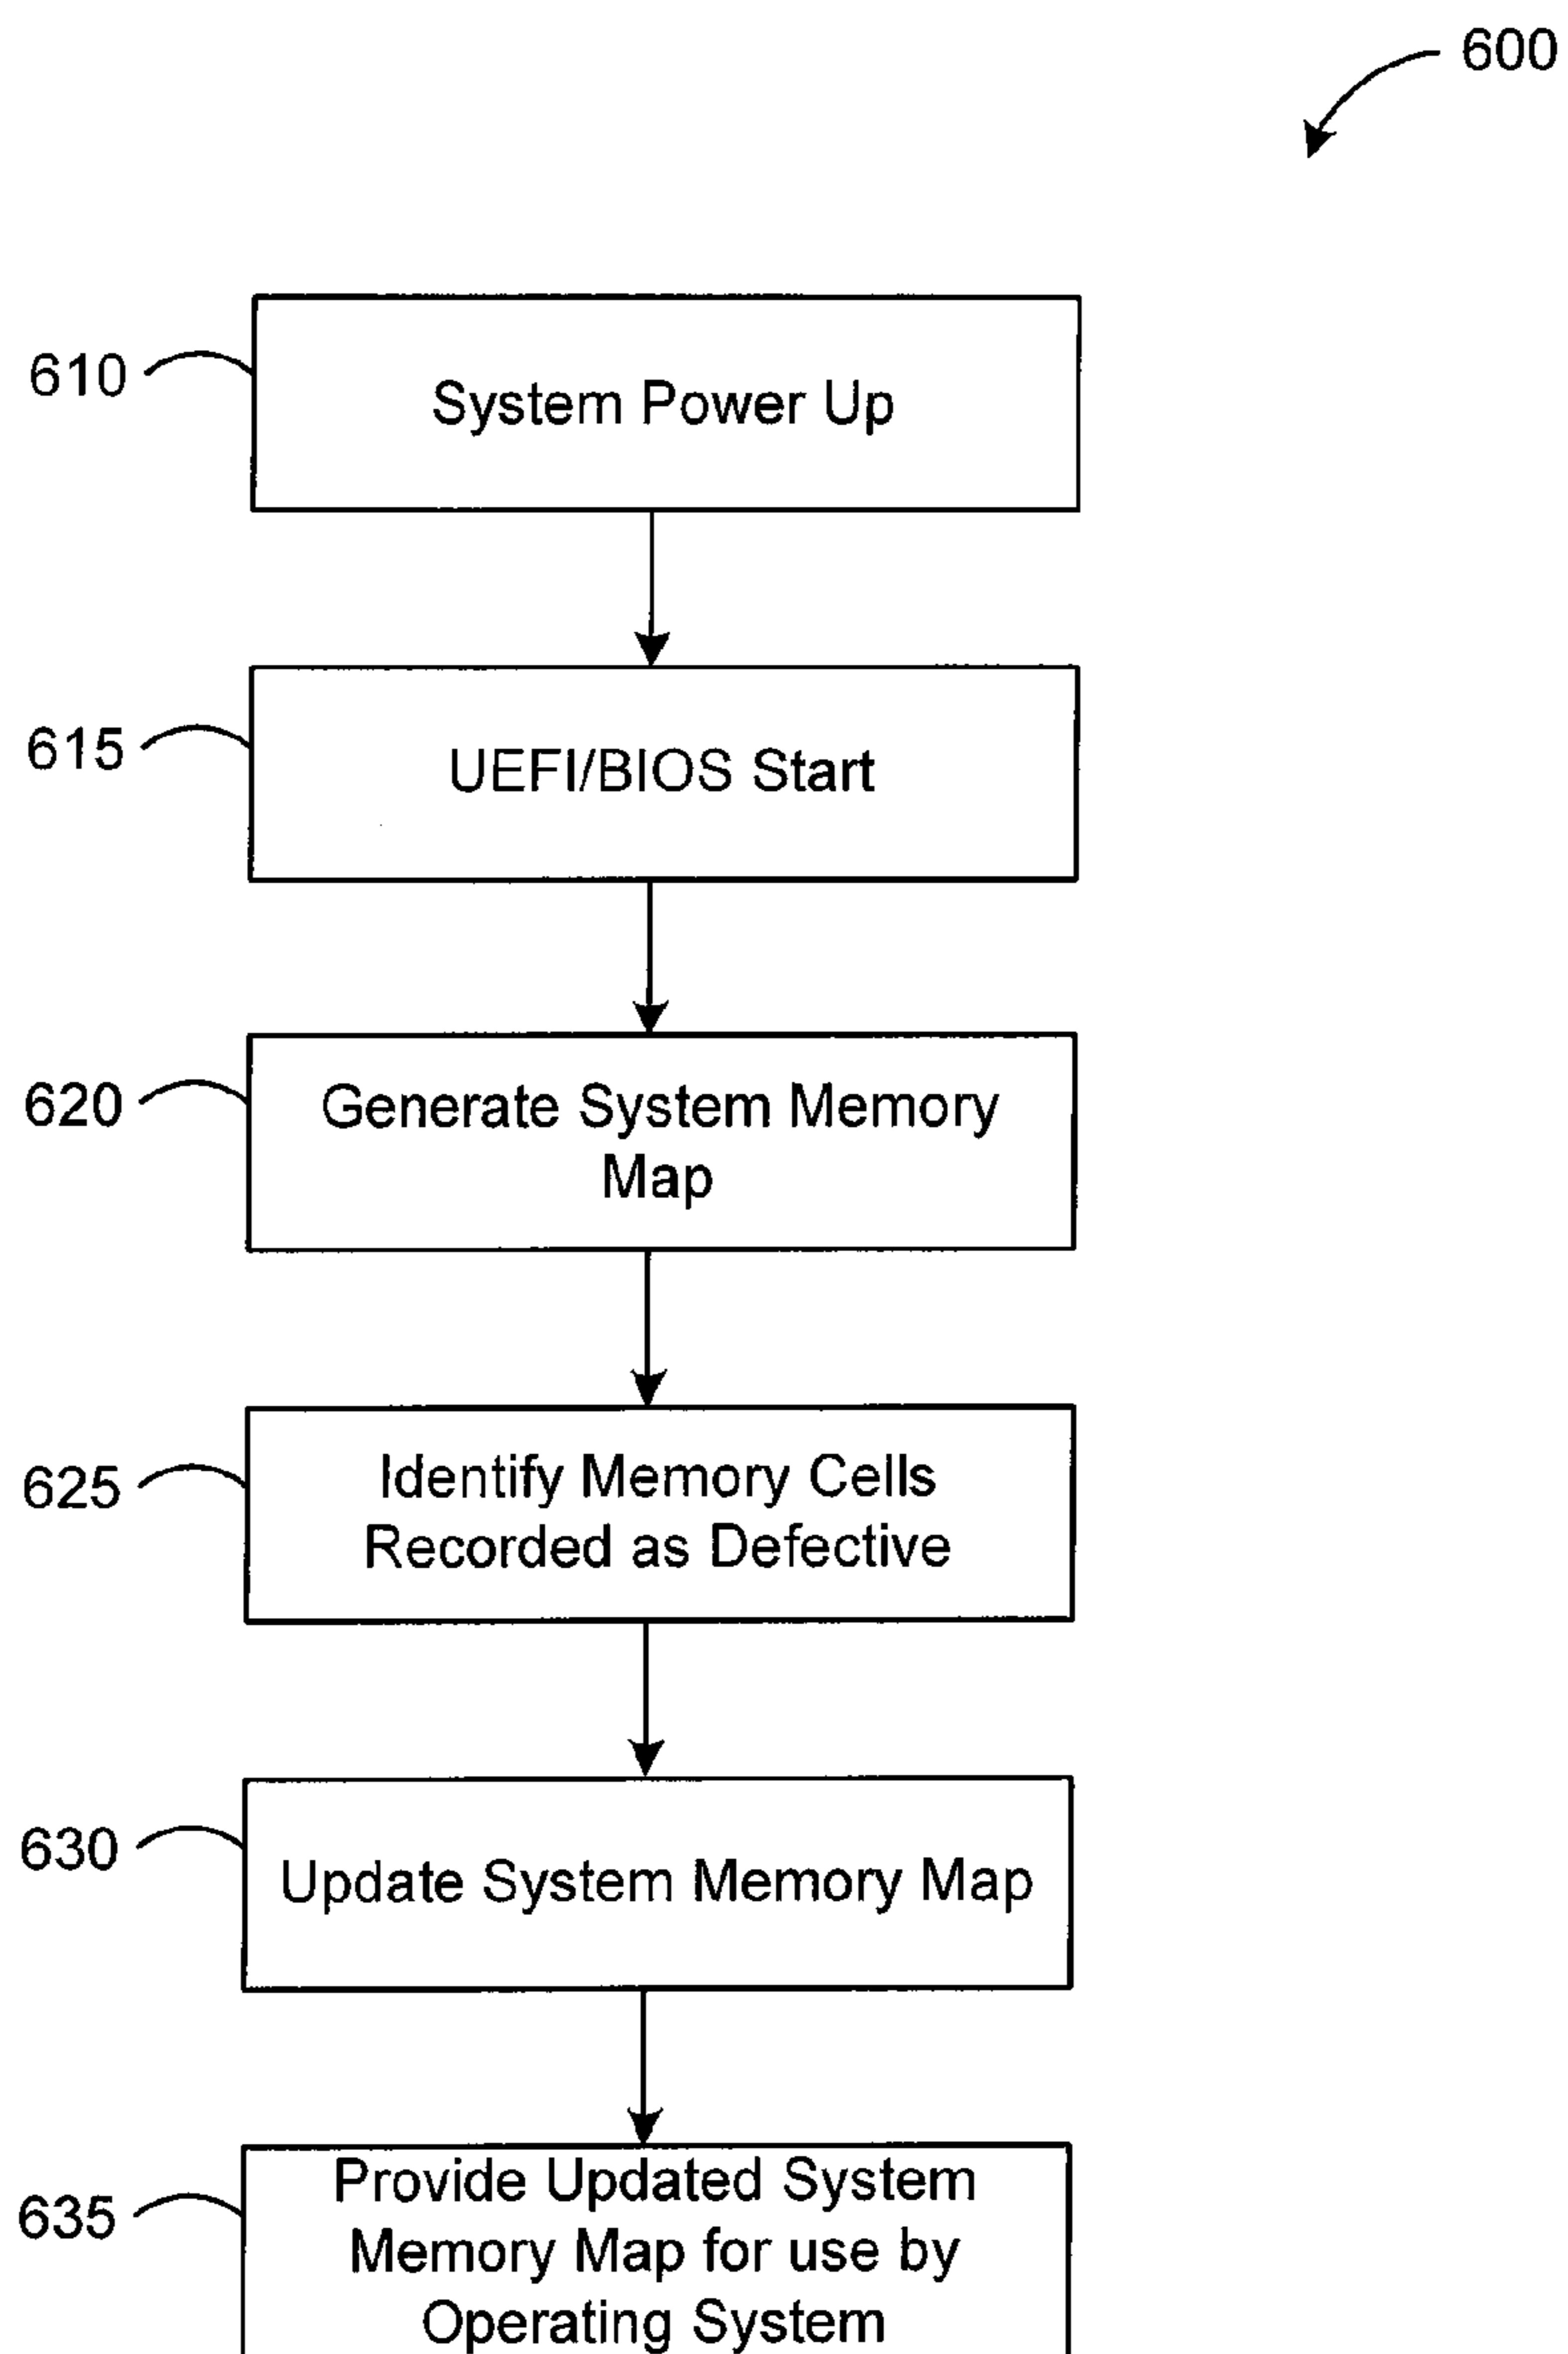 600
610
System Power Up
615
UEFI/BIOS Start
620
Generate System Memory
Map
625
Identify Memory Cells
Recorded as Defective
630
Update System Memory Map
635
Provide Updated System
Memory Map for use by
Operating System